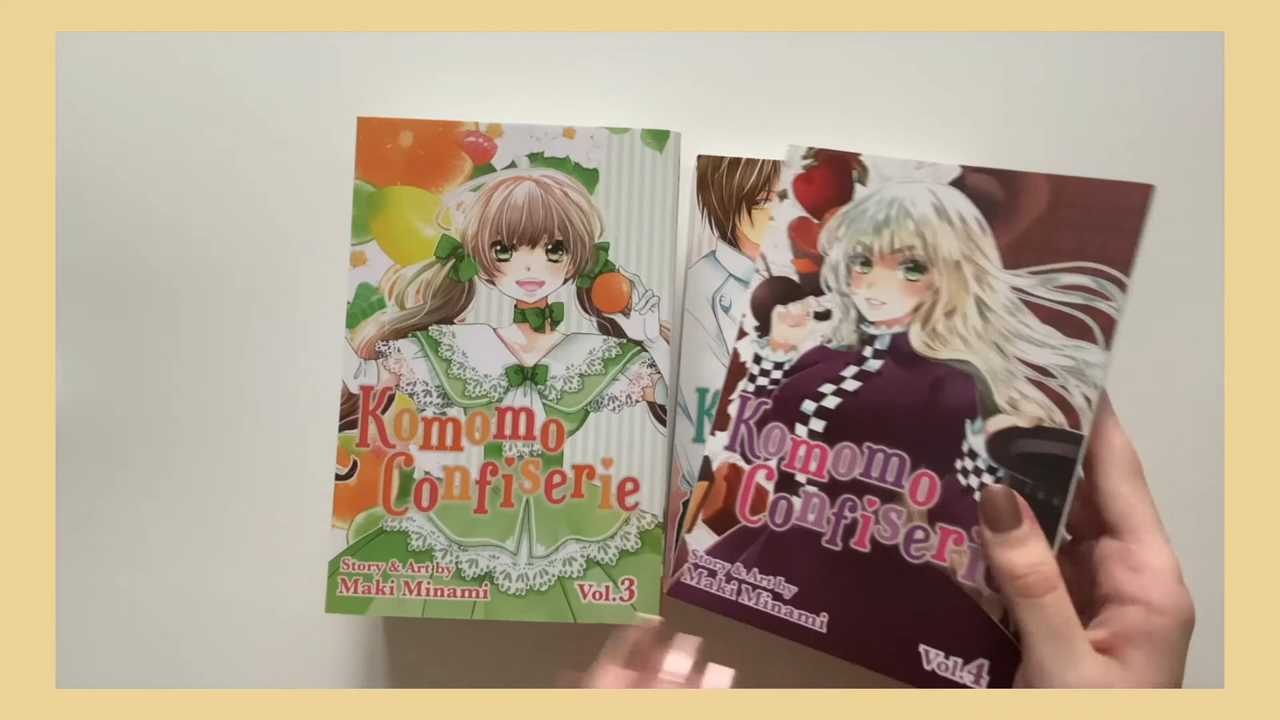 Komomo
Confiserie
Story & Art by
Maki Minami
Vol.3
K
Komomo
Confiseri
Story & Art by
Maki Minami
Vol.4